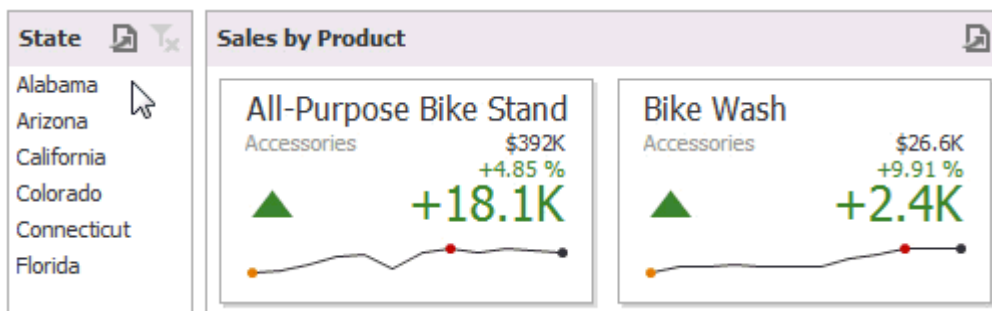 State
Alabama
Arizona
California
Colorado
Connecticut
Florida
Sales by Product
All-Purpose Bike Stand
Accessories $392K
+4.85 %
+18.1K
Bike Wash
Accessories $26.6K
+9.91 %
+2.4K